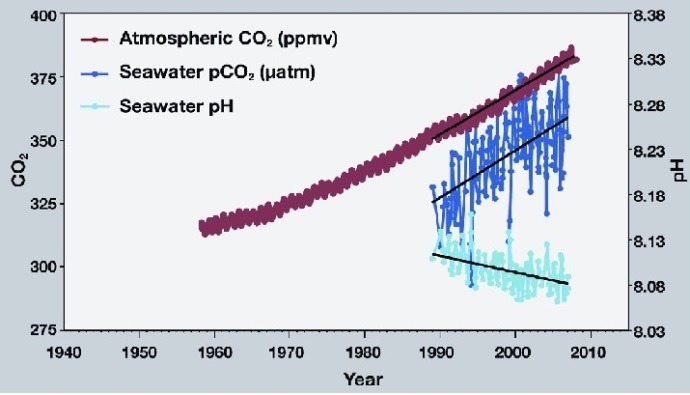 400
375
350
325
300
275
CO₂
Atmospheric CO₂ (ppmv)
Seawater pCO₂ (µatm)
Seawater pH
8.38
8.33
8.28
8.23
8.18
8.13
8.08
8.03
pH
1940 1950 1960 1970 1980 1990 2000 2010
Year